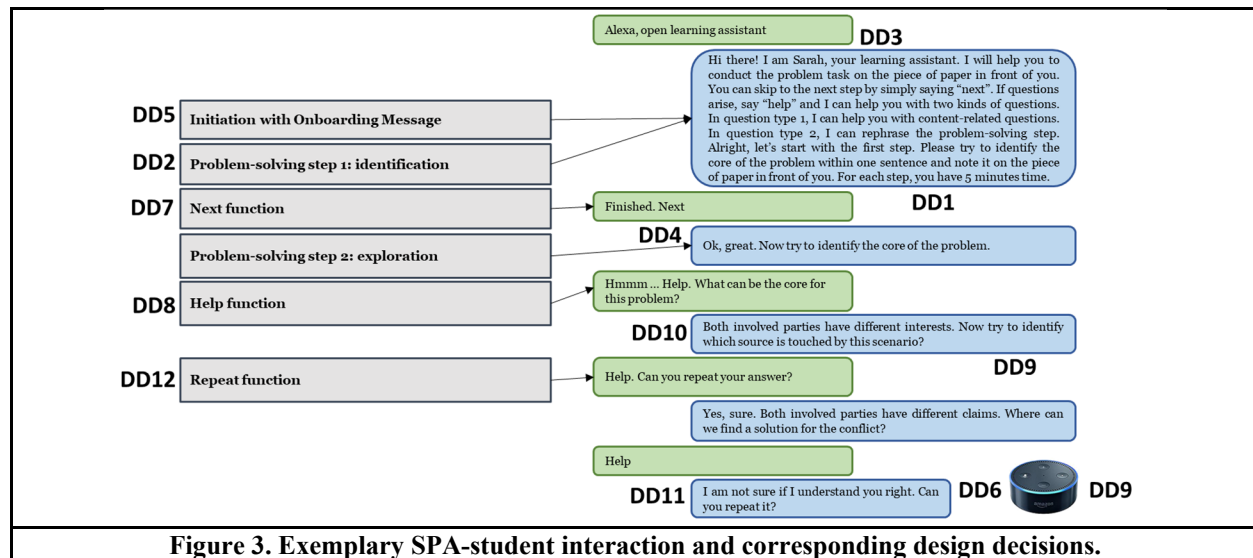 Alexa, open learning assistant
DD3
Hi there! I am Sarah, your learning assistant. I will help you to
conduct the problem task on the piece of paper in front of you.
You can skip to the next step by simply saying “next”. If questions
arise, say “help” and I can help you with two kinds of questions.
In question type 1, I can help you with content-related questions.
In question type 2, I can rephrase the problem-solving step.
Alright, let’s start with the first step. Please try to identify the
core of the problem within one sentence and note it on the piece
of paper in front of you. For each step, you have 5 minutes time.
DD5
Initiation with Onboarding Message
DD2
Problem-solving step 1: identification
DD1
DD7
Next function
Finished. Next
DD4
Problem-solving step 2: exploration
Ok, great. Now try to identify the core of the problem.
DD8
Help function
Hmmm ... Help. What can be the core for
this problem?
DD10
Both involved parties have different interests. Now try to identify
which source is touched by this scenario?
DD9
DD12
Repeat function
Help. Can you repeat your answer?
Yes, sure. Both involved parties have different claims. Where can
we find a solution for the conflict?
Help
DD11
I am not sure if I understand you right. Can
you repeat it?
DD6
amazon
DD9
Figure 3. Exemplary SPA-student interaction and corresponding design decisions.